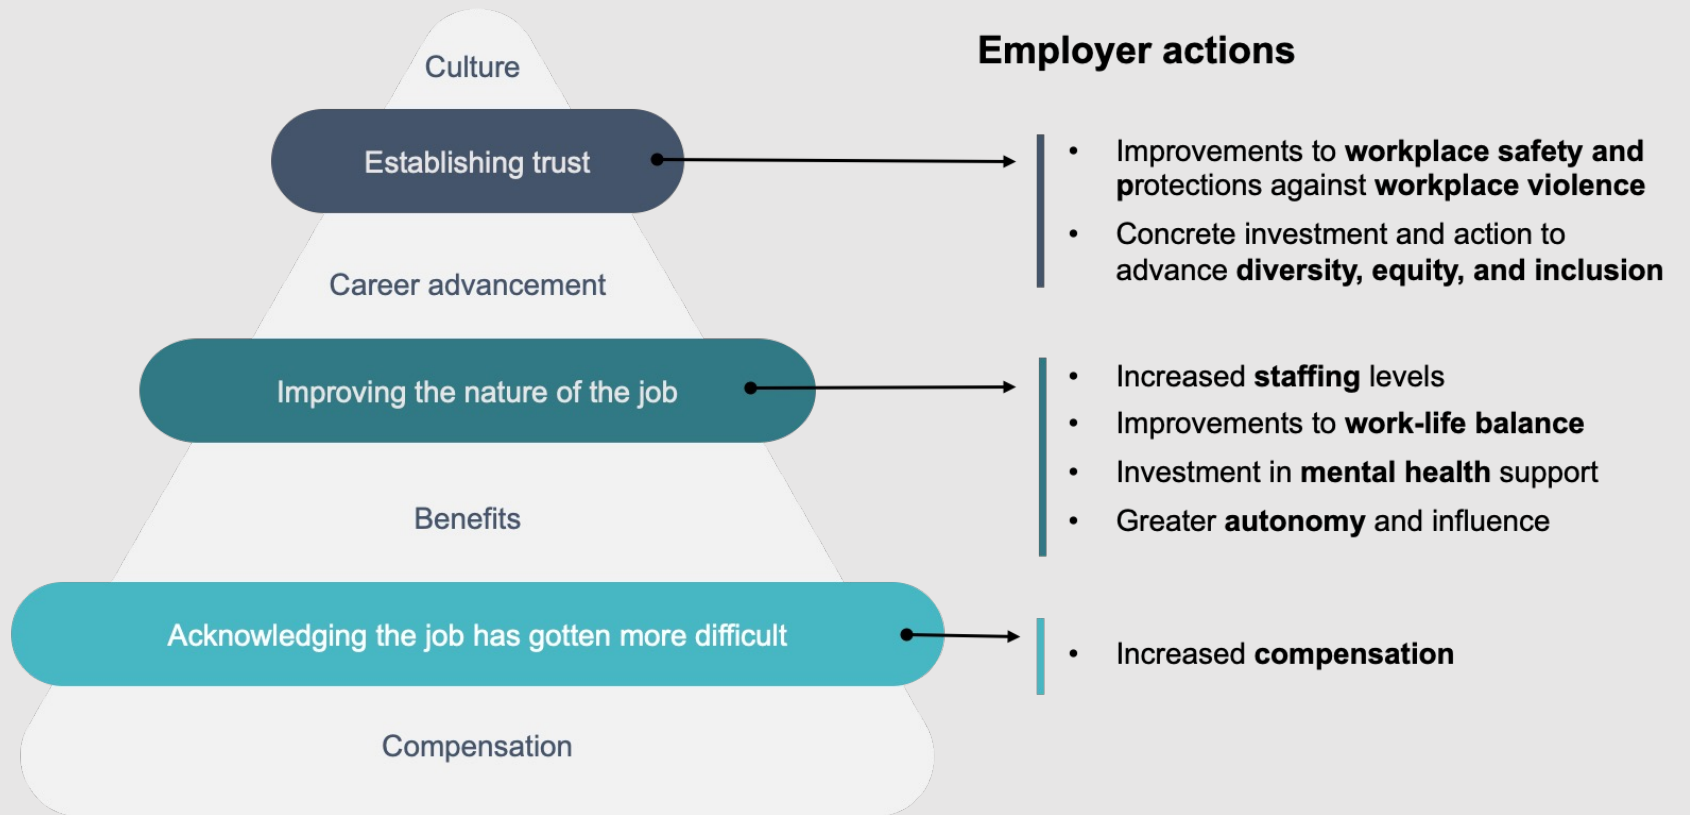 Culture
Establishing trust
Career advancement
Improving the nature of the job
Benefits
Acknowledging the job has gotten more difficult
Compensation
Employer actions
• Improvements to workplace safety and
protections against workplace violence
• Concrete investment and action to
advance diversity, equity, and inclusion
• Increased staffing levels
• Improvements to work-life balance
• Investment in mental health support
• Greater autonomy and influence
• Increased compensation